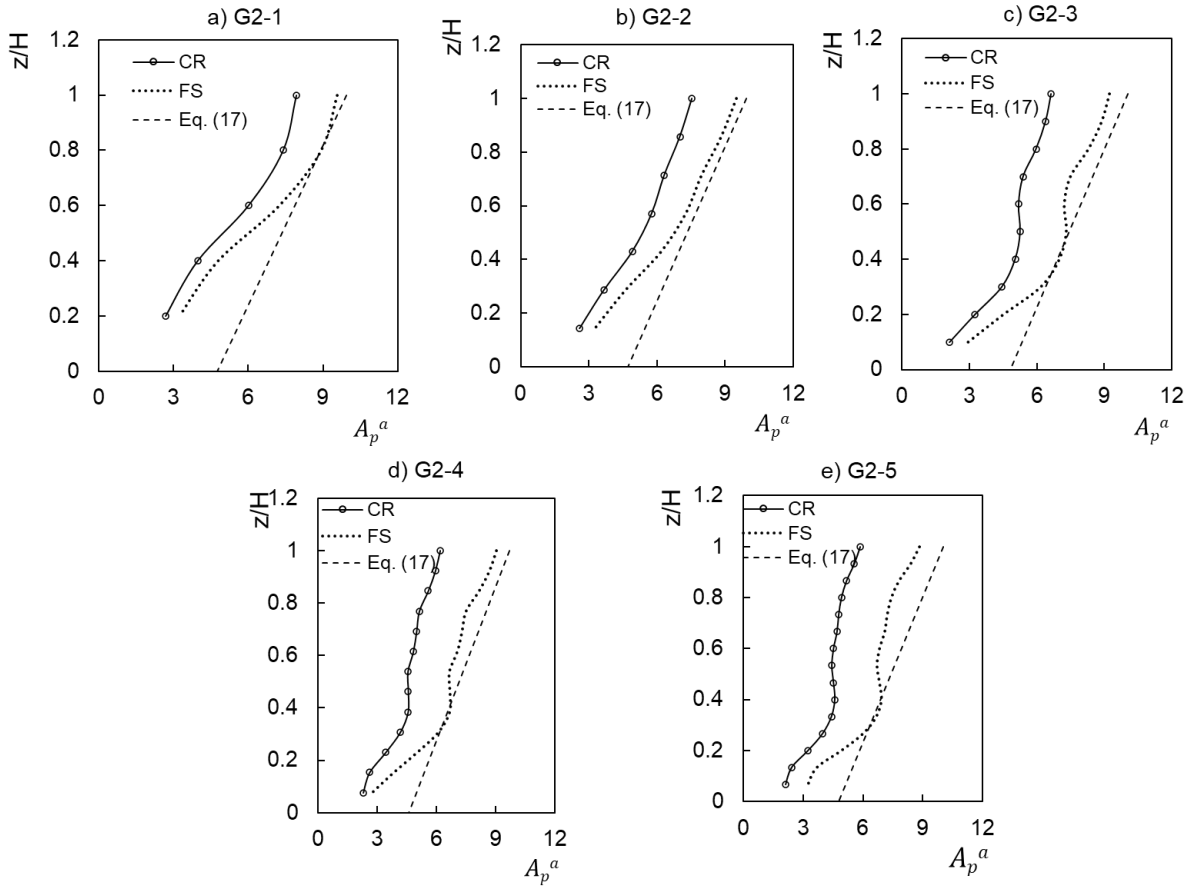 a) G2-1
z/H
1.2
1
0.8
0.6
0.4
0.2
0
CR
FS
Eq. (17)
0 3 6 9 12
A_p^a
b) G2-2
z/H
1.2
1
0.8
0.6
0.4
0.2
0
CR
FS
Eq. (17)
0 3 6 9 12
A_p^a
c) G2-3
z/H
1.2
1
0.8
0.6
0.4
0.2
0
CR
FS
Eq. (17)
0 3 6 9 12
A_p^a
d) G2-4
z/H
1.2
1
0.8
0.6
0.4
0.2
0
CR
FS
Eq. (17)
0 3 6 9 12
A_p^a
e) G2-5
z/H
1.2
1
0.8
0.6
0.4
0.2
0
CR
FS
Eq. (17)
0 3 6 9 12
A_p^a